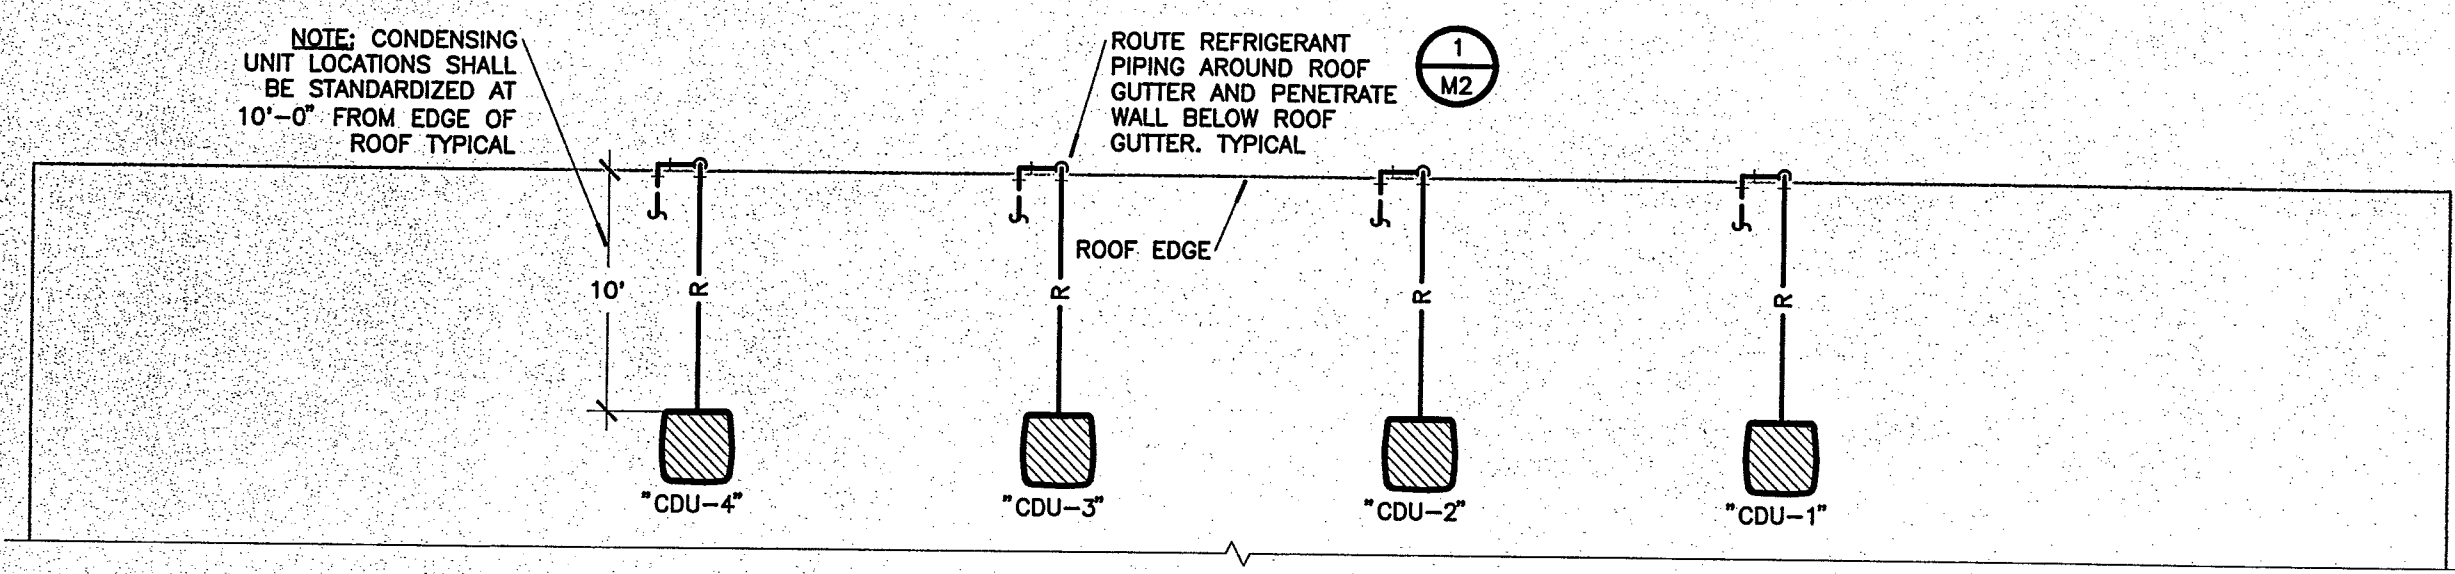 NOTE: CONDENSING
UNIT LOCATIONS SHALL
BE STANDARDIZED AT
10'-0" FROM EDGE OF
ROOF TYPICAL
ROUTE REFRIGERANT
PIPING AROUND ROOF
GUTTER AND PENETRATE
WALL BELOW ROOF
GUTTER. TYPICAL
1
M2
ROOF EDGE
10'
R
R
R
R
"CDU-4"
"CDU-3"
"CDU-2"
"CDU-1"